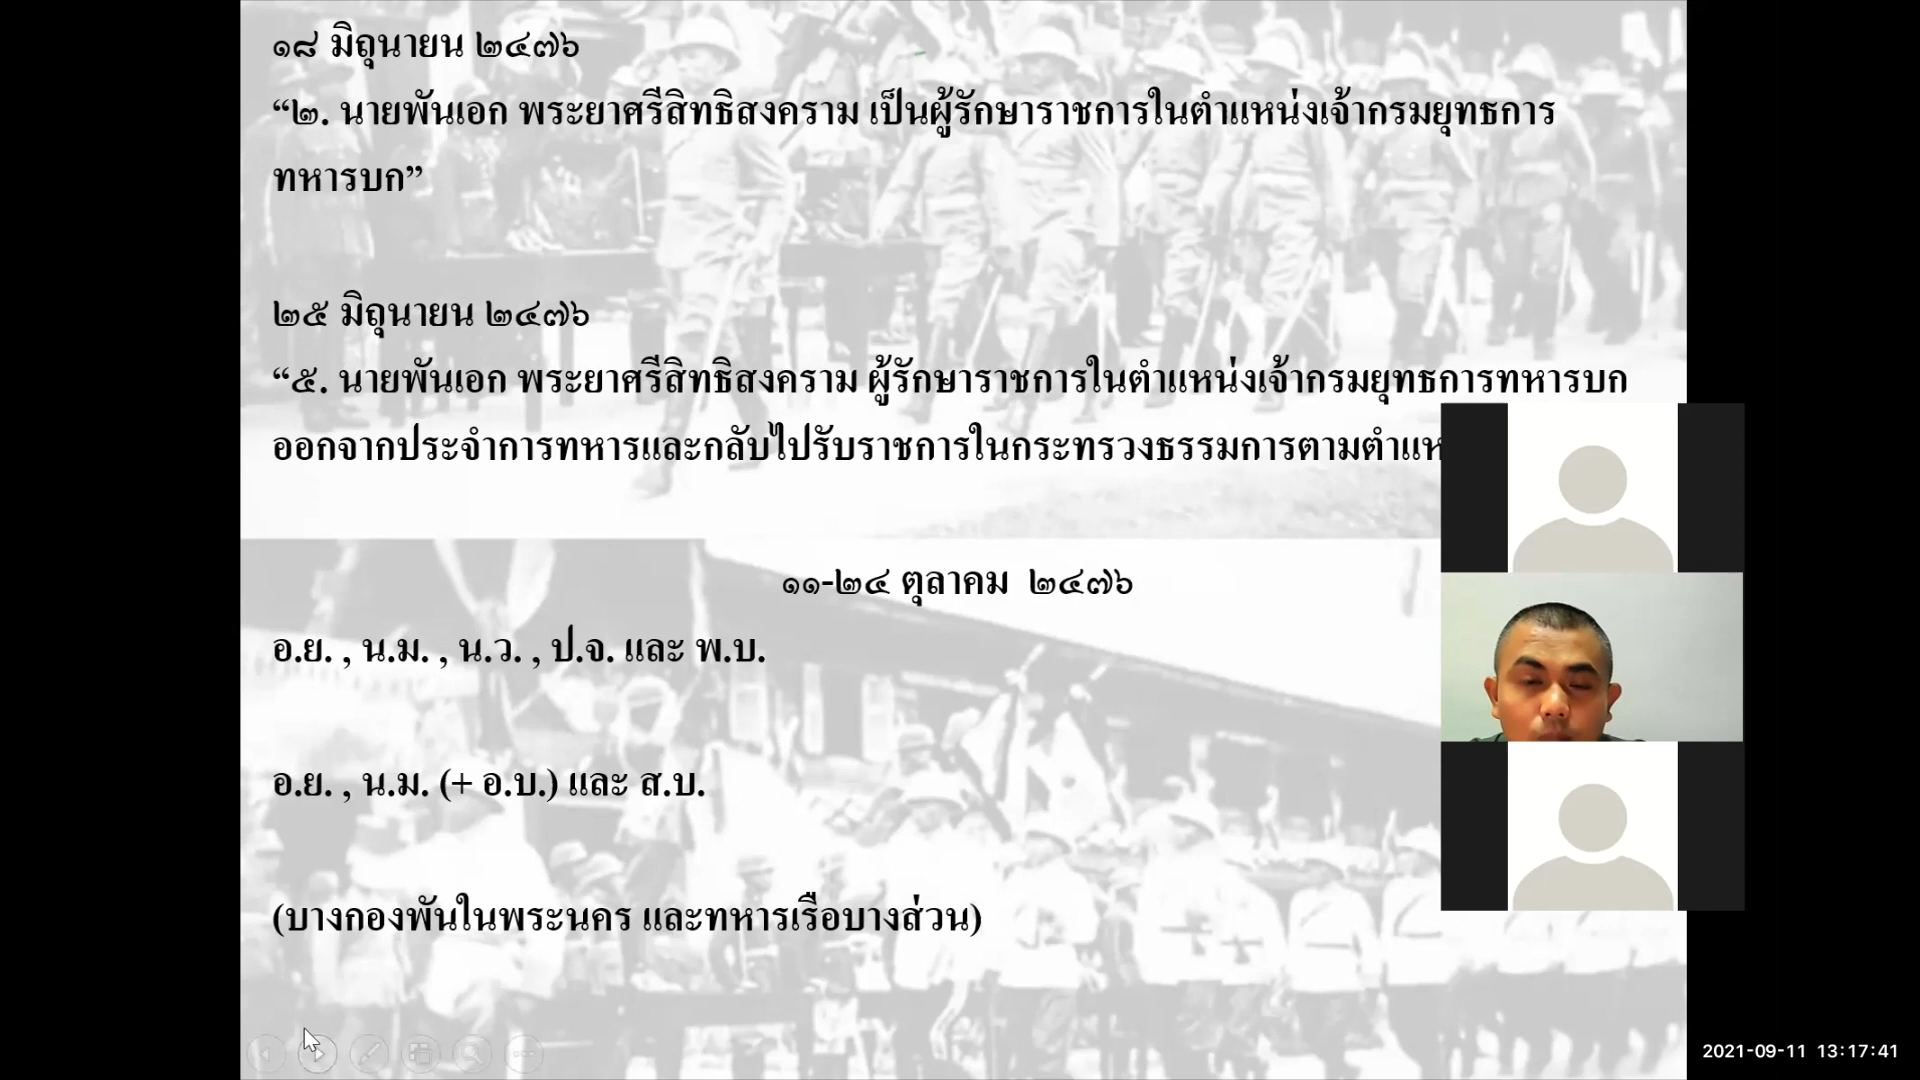 ๑๘ มิถุนายน ๒๔๗๖
“๒. นายพันเอก พระยาศรีสิทธิสงคราม เป็นผู้รักษาราชการในตำแหน่งเจ้ากรมยุทธการ
ทหารบก”
๒๕ มิถุนายน ๒๔๗๖
“๕. นายพันเอก พระยาศรีสิทธิสงคราม ผู้รักษาราชการในตำแหน่งเจ้ากรมยุทธการทหารบก
ออกจากประจำการทหารและกลับไปรับราชการในกระทรวงธรรมการตามตำแห
๑๑-๒๔ ตุลาคม ๒๔๗๖
อ.ย. , น.ม. , น.ว. , ป.จ. และ พ.บ.
อ.ย. , น.ม. (+ อ.บ.) และ ส.บ.
(บางกองพันในพระนคร และทหารเรือบางส่วน)
2021-09-11 13:17:41